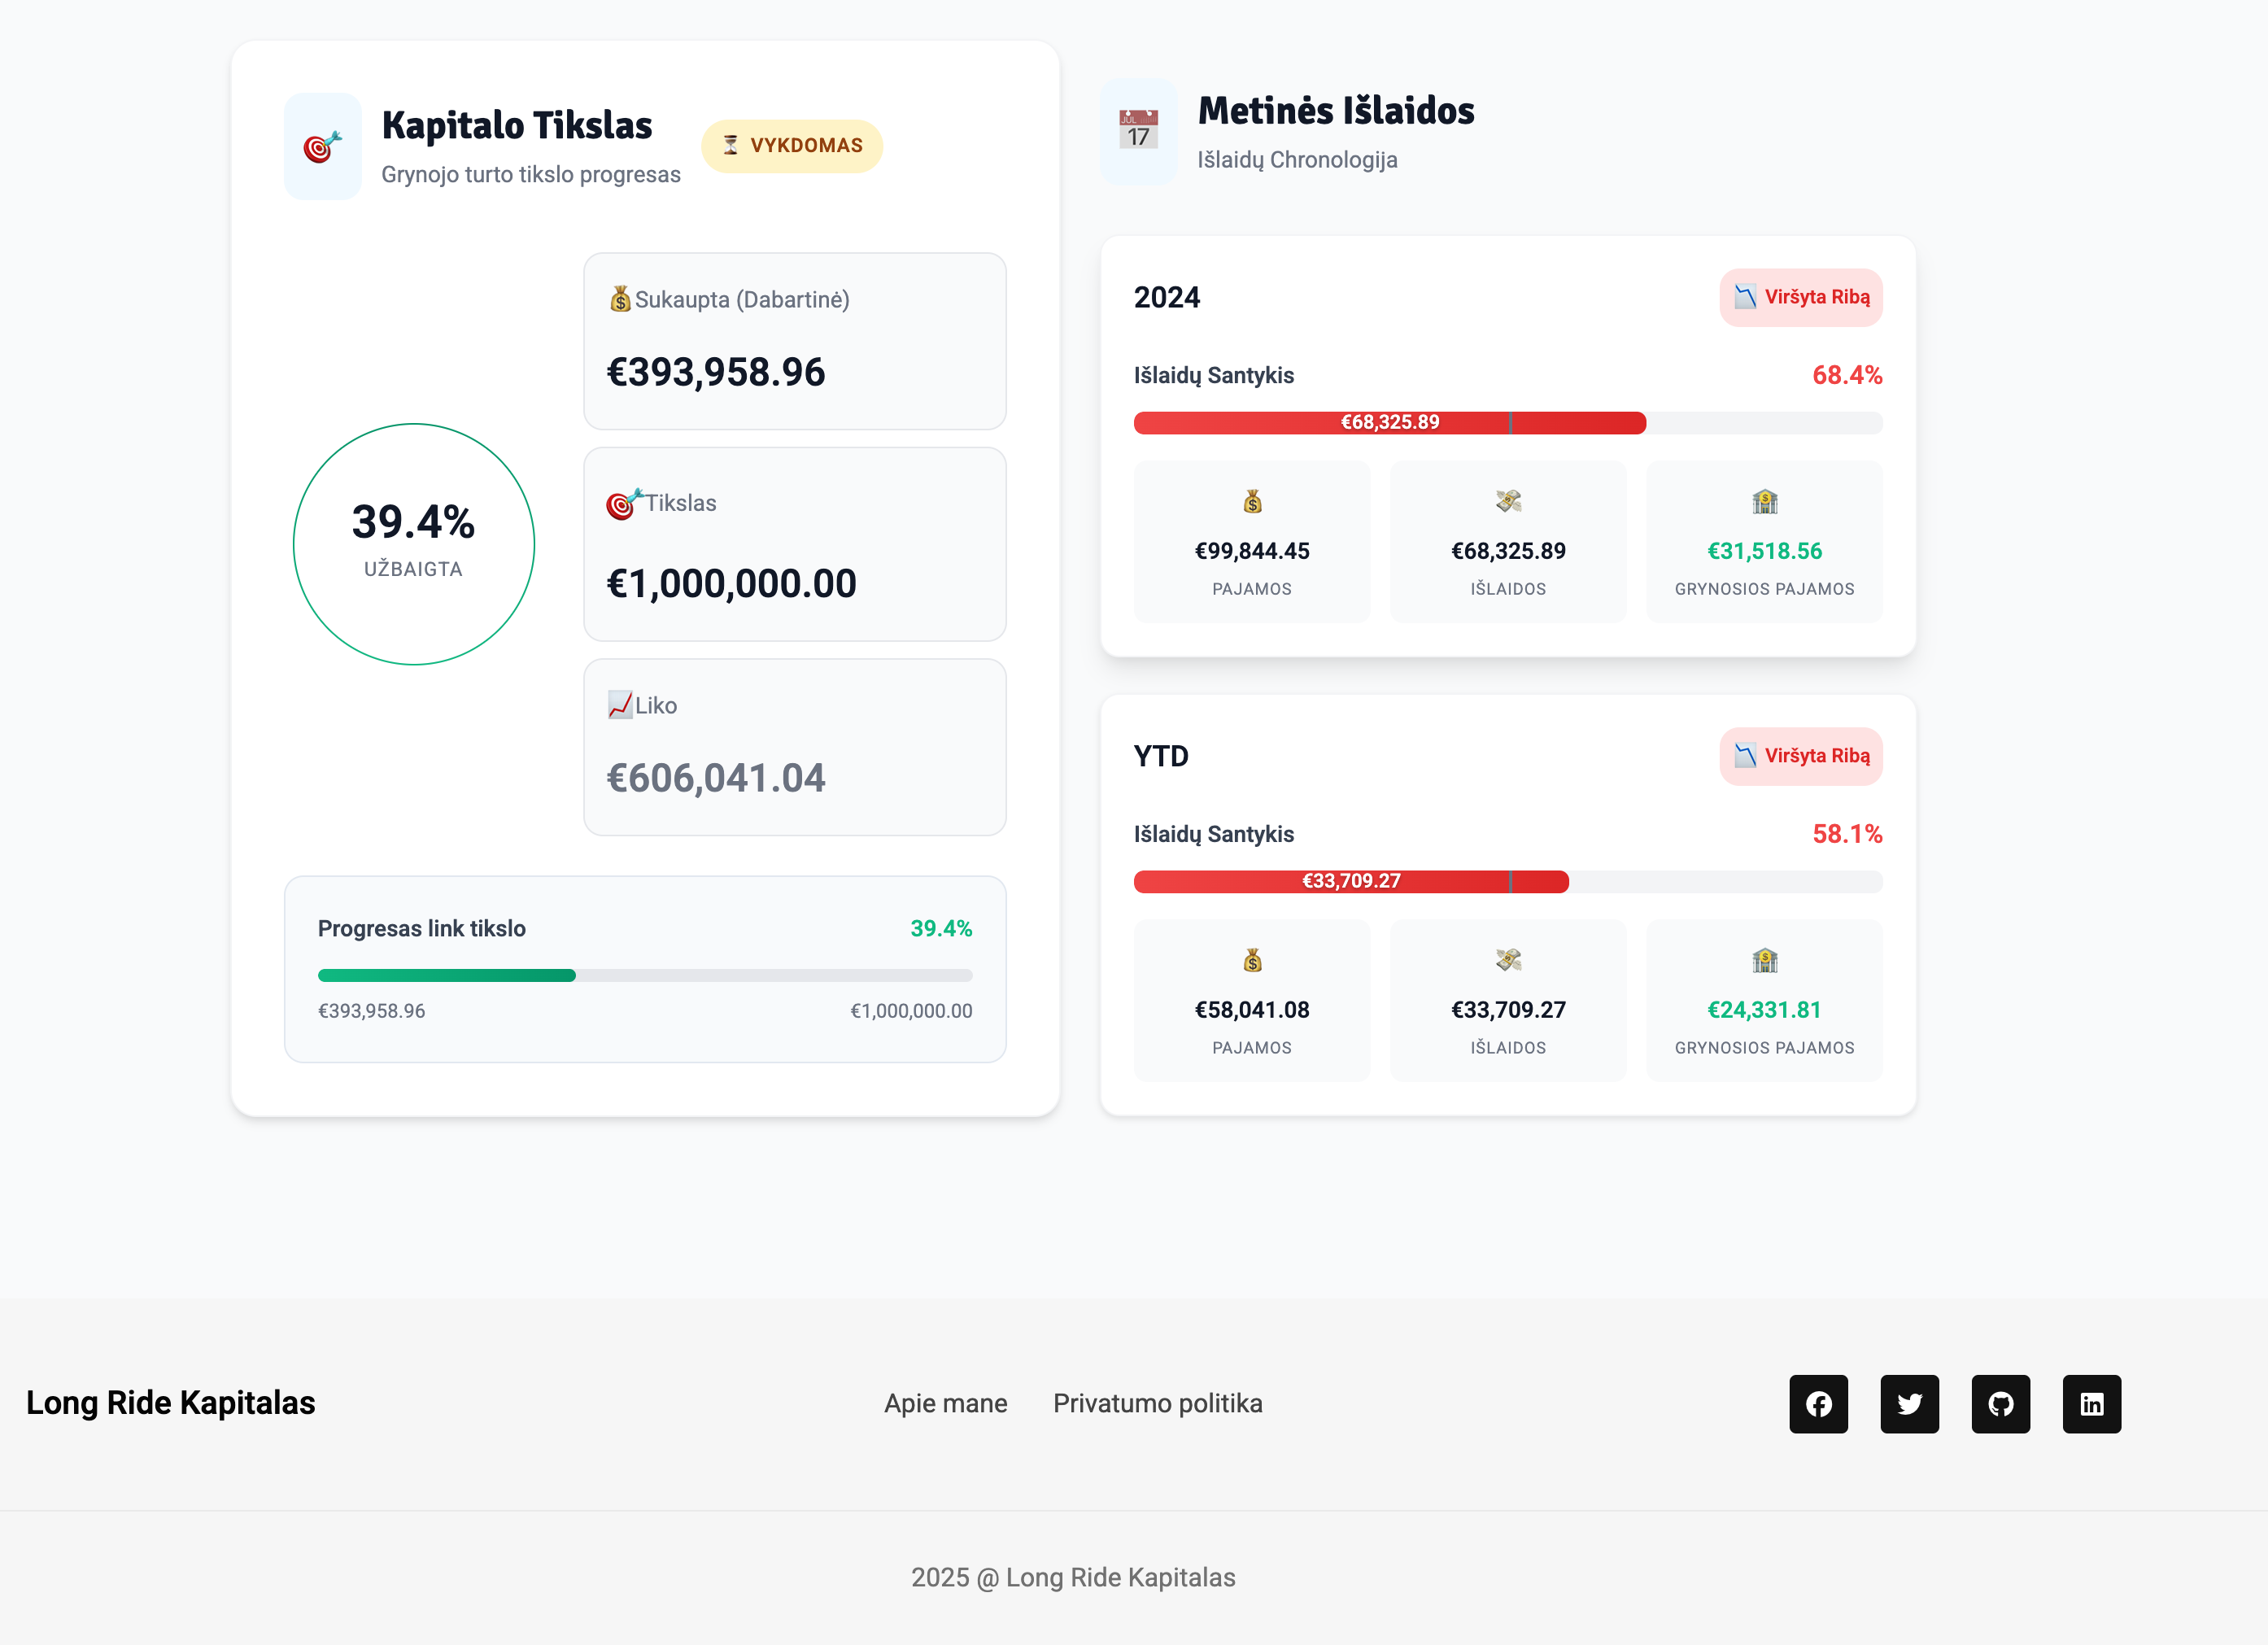 Kapitalo Tikslas
Grynojo turto tikslo progresas
VYKDOMAS
Sukaupta (Dabartinė)
€393,958.96
39.4%
UŽBAIGTA
Tikslas
€1,000,000.00
Liko
€606,041.04
Progresas link tikslo
39.4%
€393,958.96
€1,000,000.00
JUL
17
Metinės Išlaidos
Išlaidų Chronologija
2024
Viršyta Ribą
Išlaidų Santykis
68.4%
€68,325.89
€99,844.45
PAJAMOS
€68,325.89
IŠLAIDOS
€31,518.56
GRYNOSIOS PAJAMOS
YTD
Viršyta Ribą
Išlaidų Santykis
58.1%
€33,709.27
€58,041.08
PAJAMOS
€33,709.27
IŠLAIDOS
€24,331.81
GRYNOSIOS PAJAMOS
Long Ride Kapitalas
Apie mane
Privatumo politika
2025 @ Long Ride Kapitalas